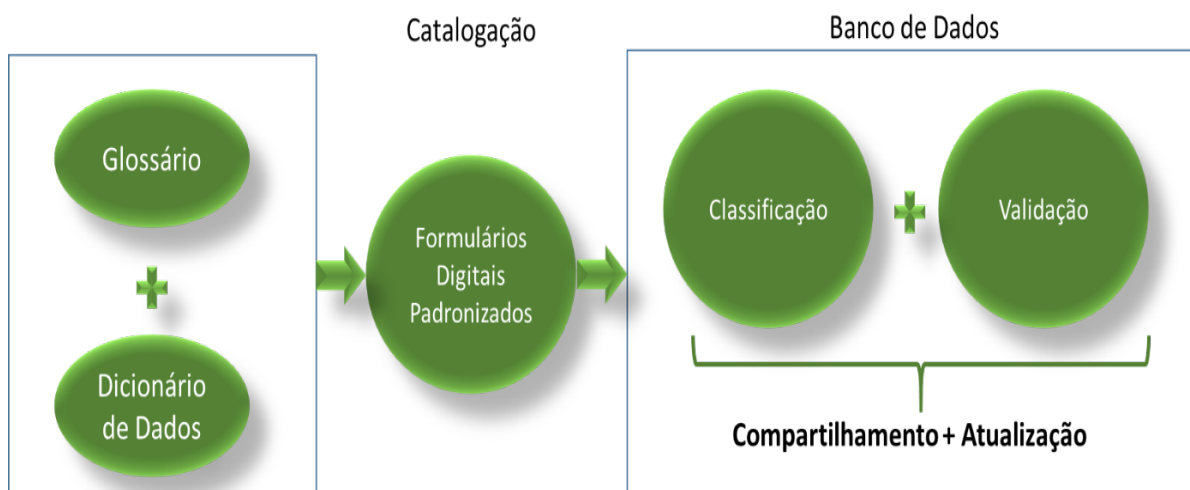 Catalogação
Banco de Dados
Glossário
Dicionário
de Dados
Formulários
Digitais
Padronizados
Classificação
Validação
Compartilhamento + Atualização